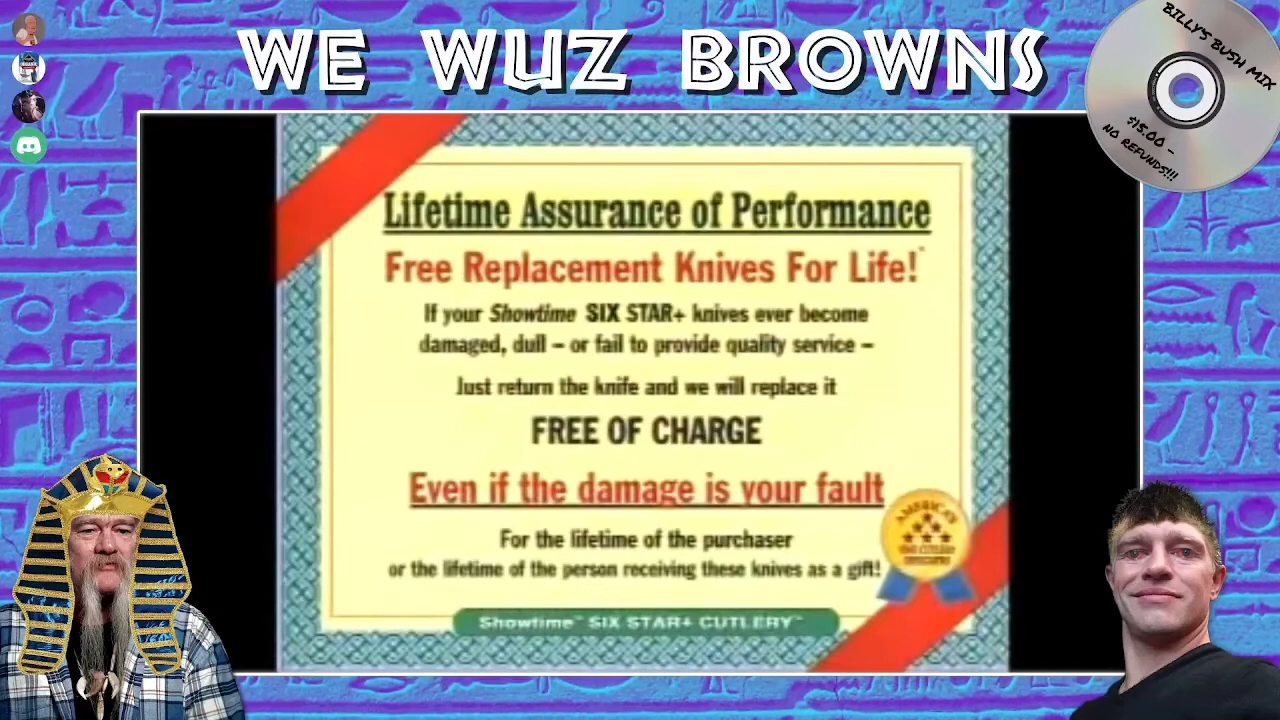 WE WUZ BROWNS
BILLY'S BUSH MIX
$15.00 -
NO REFUNDS!!!
Lifetime Assurance of Performance
Free Replacement Knives For Life!*
If your Showtime SIX STAR+ knives ever become
damaged, dull – or fail to provide quality service –
Just return the knife and we will replace it
FREE OF CHARGE
Even if the damage is your fault
For the lifetime of the purchaser
or the lifetime of the person receiving these knives as a gift!
Showtime™ SIX STAR+ CUTLERY™